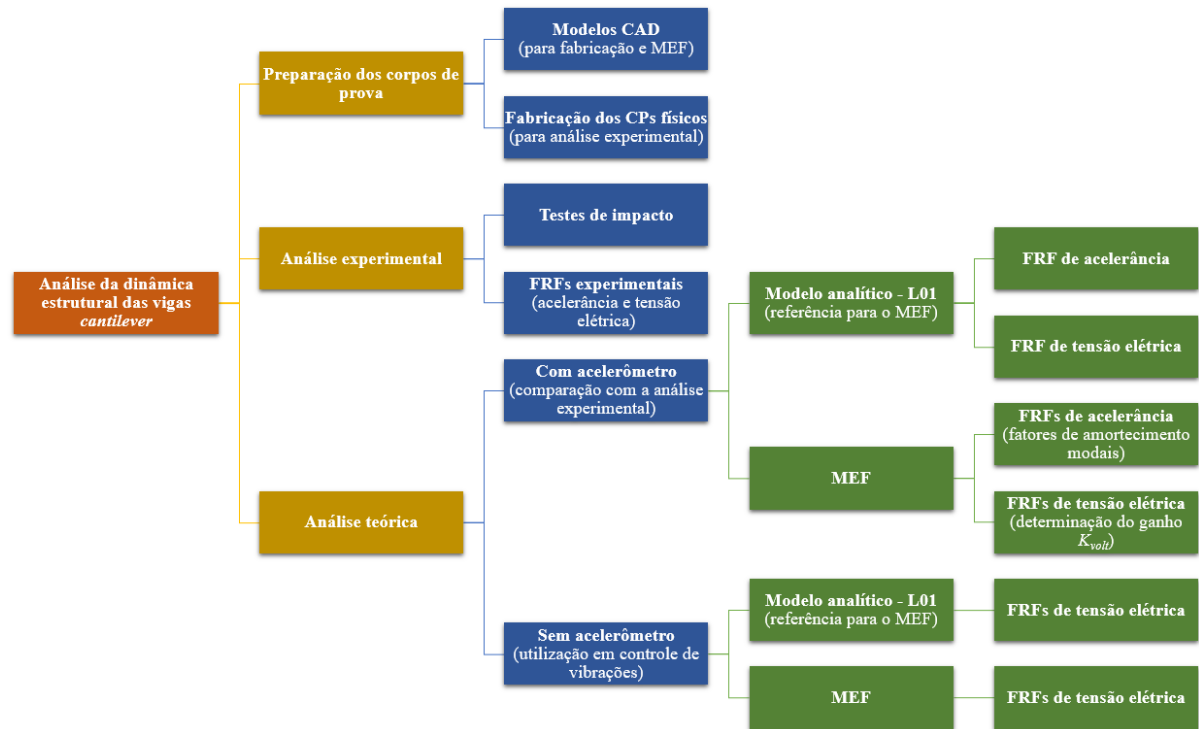 Análise da dinâmica
estrutural das vigas
cantilever
Preparação dos corpos de
prova
Modelos CAD
(para fabricação e MEF)
Fabricação dos CPs físicos
(para análise experimental)
Análise experimental
Testes de impacto
FRFs experimentais
(acelerância e tensão
elétrica)
Análise teórica
Com acelerômetro
(comparação com a análise
experimental)
Modelo analítico - L01
(referência para o MEF)
FRF de acelerância
FRF de tensão elétrica
MEF
FRFs de acelerância
(fatores de amortecimento
modais)
FRFs de tensão elétrica
(determinação do ganho
Kvolt)
Sem acelerômetro
(utilização em controle de
vibrações)
Modelo analítico - L01
(referência para o MEF)
FRFs de tensão elétrica
MEF
FRFs de tensão elétrica